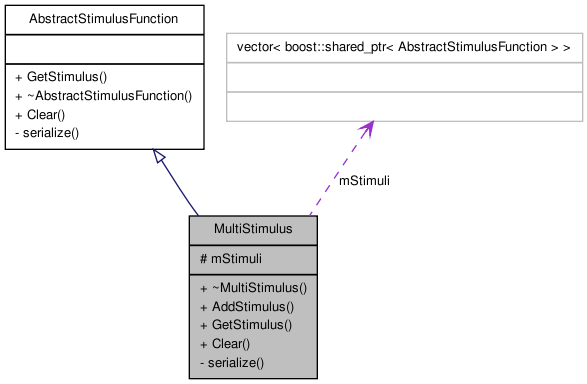 AbstractStimulusFunction
+ GetStimulus()
+ ~AbstractStimulusFunction()
+ Clear()
- serialize()
vector< boost::shared_ptr< AbstractStimulusFunction > >
mStimuli
MultiStimulus
# mStimuli
+ ~MultiStimulus()
+ AddStimulus()
+ GetStimulus()
+ Clear()
- serialize()